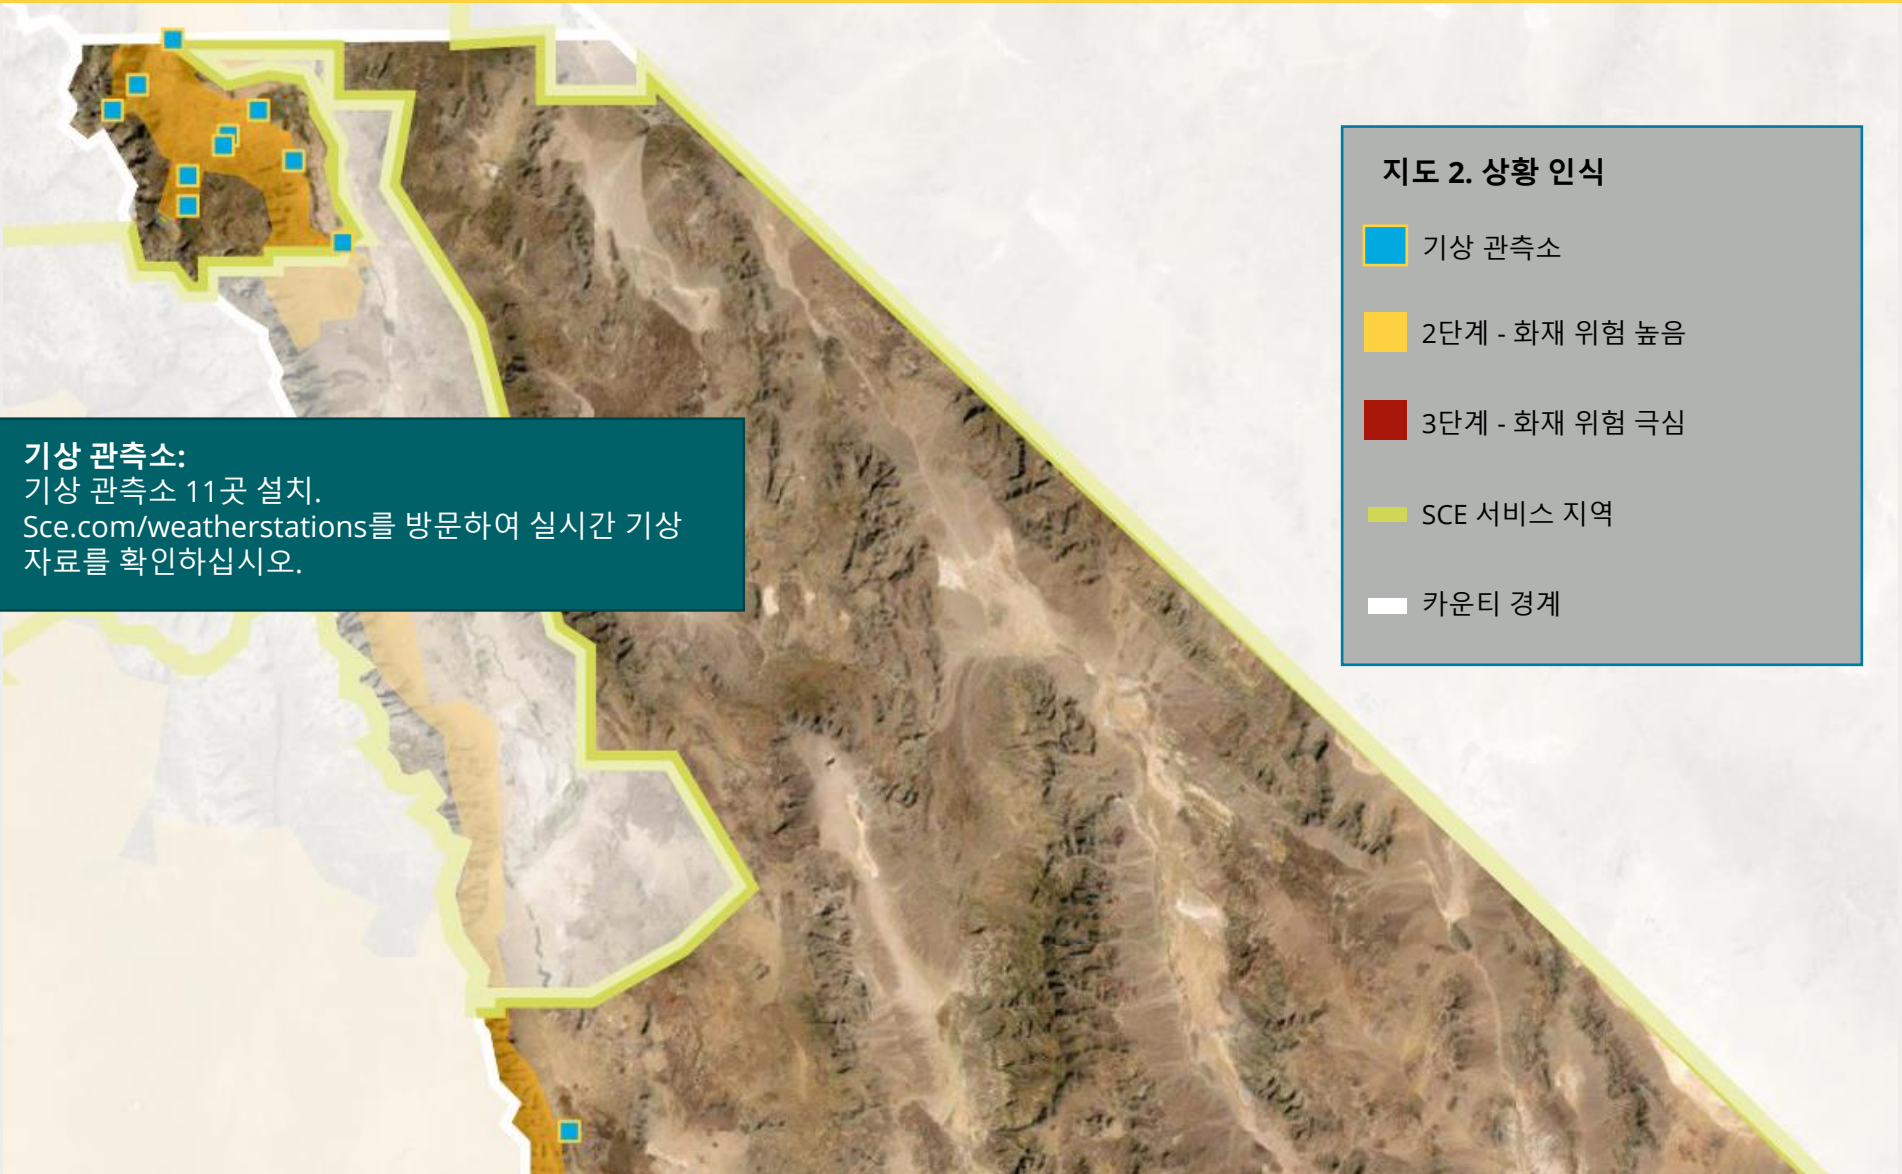 지도 2. 상황 인식
기상 관측소
2단계 - 화재 위험 높음
3단계 - 화재 위험 극심
SCE 서비스 지역
카운티 경계
기상 관측소:
기상 관측소 11곳 설치.
Sce.com/weatherstations를 방문하여 실시간 기상
자료를 확인하십시오.